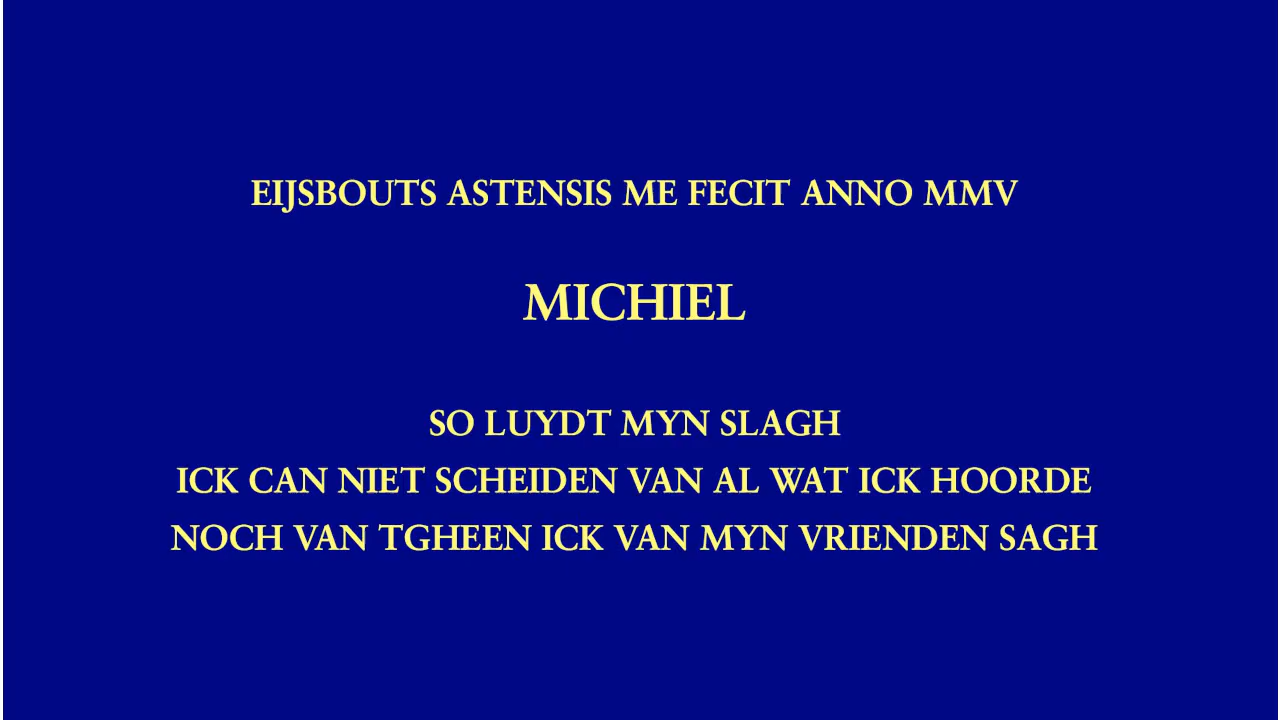 EIJSBOUTS ASTENSIS ME FECIT ANNO MMV
MICHIEL
SO LUYDT MYN SLAGH
ICK CAN NIET SCHEIDEN VAN AL WAT ICK HOORDE
NOCH VAN TGHEEN ICK VAN MYN VRIENDEN SAGH